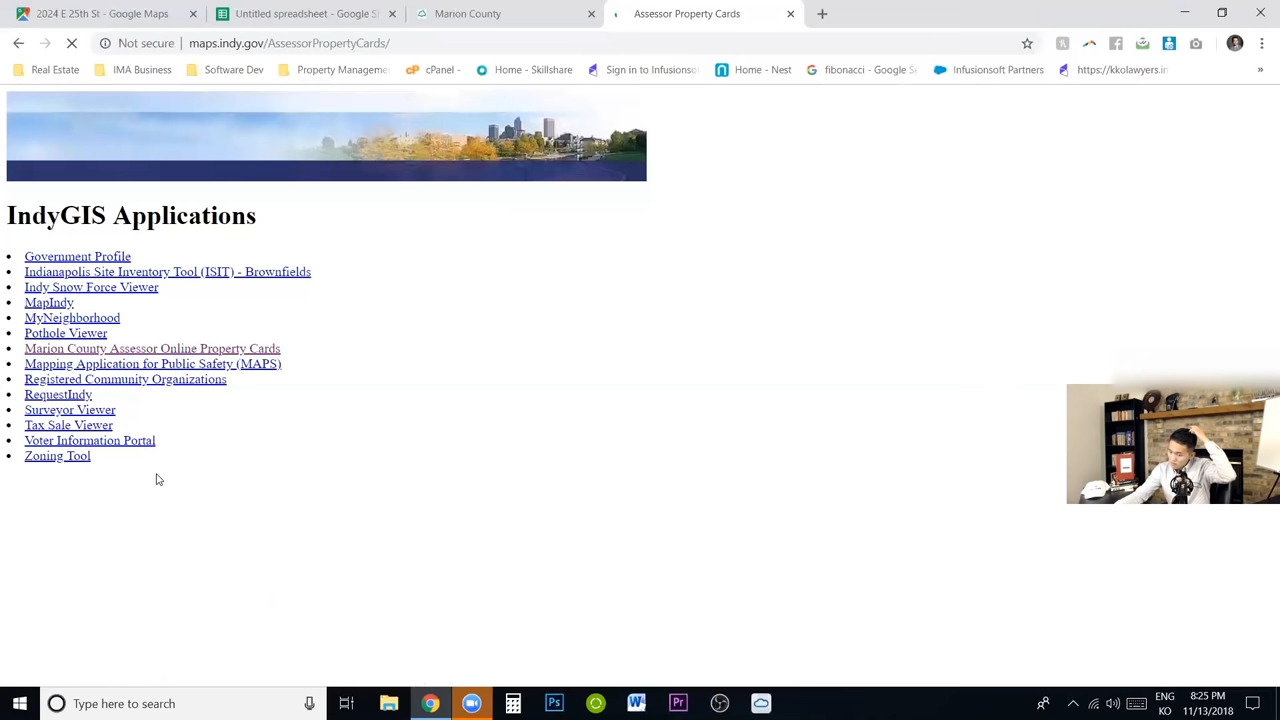 2024 E 25th St - Google Maps
Untitled spreadsheet - Google S
Marion County
Assessor Property Cards
Not secure
maps.indy.gov/AssessorPropertyCards/
Real Estate
IMA Business
Software Dev
Property Manageme
cPanel -
Home - Skillshare
Sign in to Infusionso
Home - Nest
fibonacci - Google Se
Infusionsoft Partners
https://kkolawyers.in
IndyGIS Applications
Government Profile
Indianapolis Site Inventory Tool (ISIT) - Brownfields
Indy Snow Force Viewer
MapIndy
MyNeighborhood
Pothole Viewer
Marion County Assessor Online Property Cards
Mapping Application for Public Safety (MAPS)
Registered Community Organizations
RequestIndy
Surveyor Viewer
Tax Sale Viewer
Voter Information Portal
Zoning Tool
Type here to search
Ps
W
Pr
ENG
KO
8:25 PM
11/13/2018